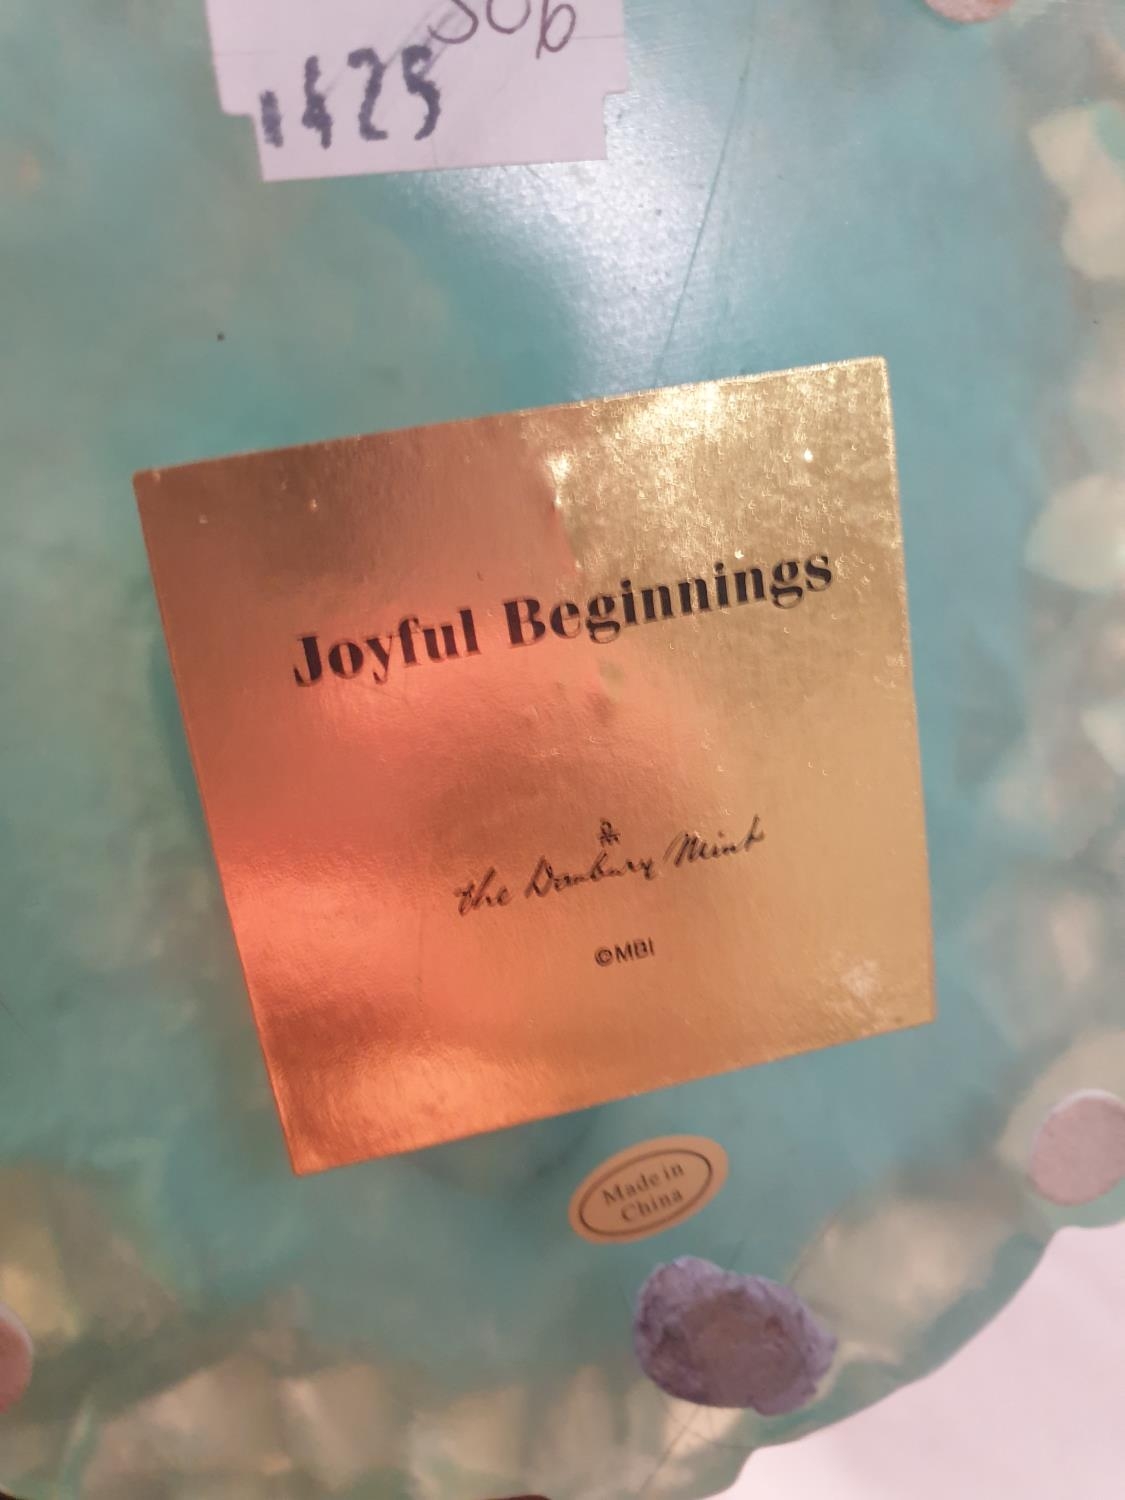 1425
Joyful Beginnings
the Danbury Mint
©MBI
Made in
China